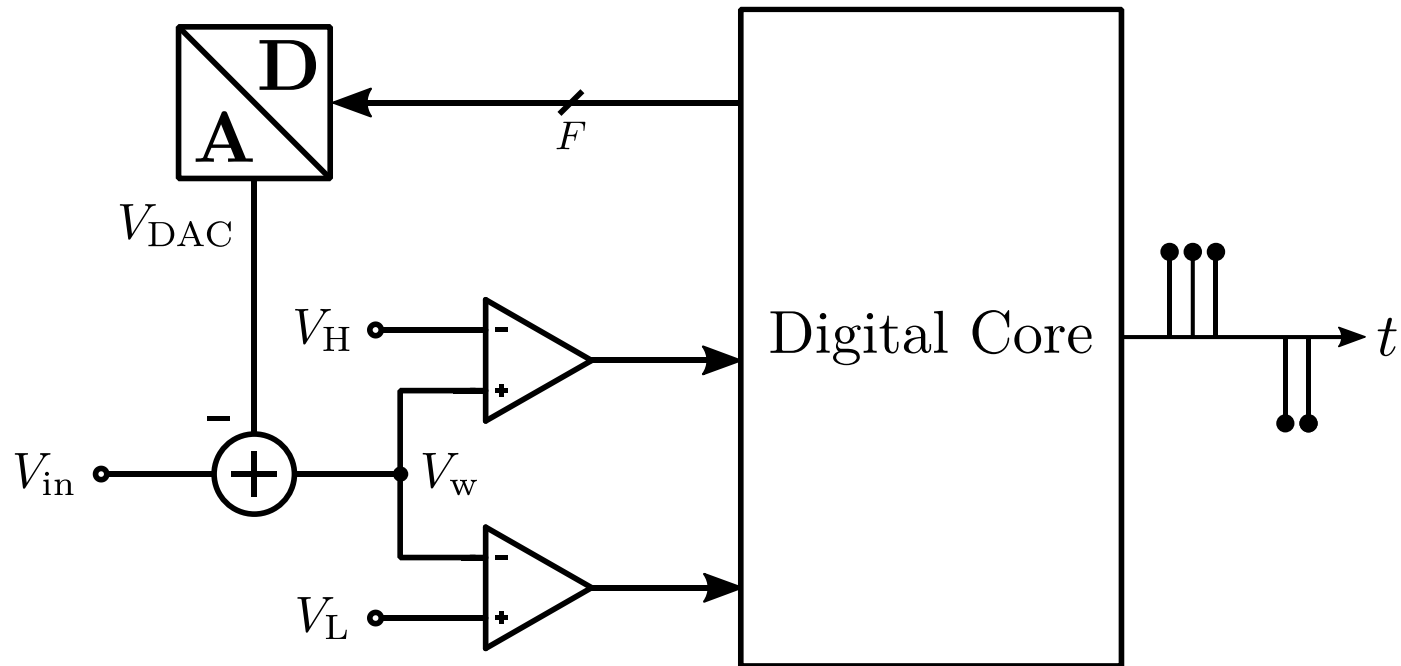 D
A
F
V_DAC
V_H
-
+
Digital Core
t
-
V_in
+
V_w
-
V_L
+